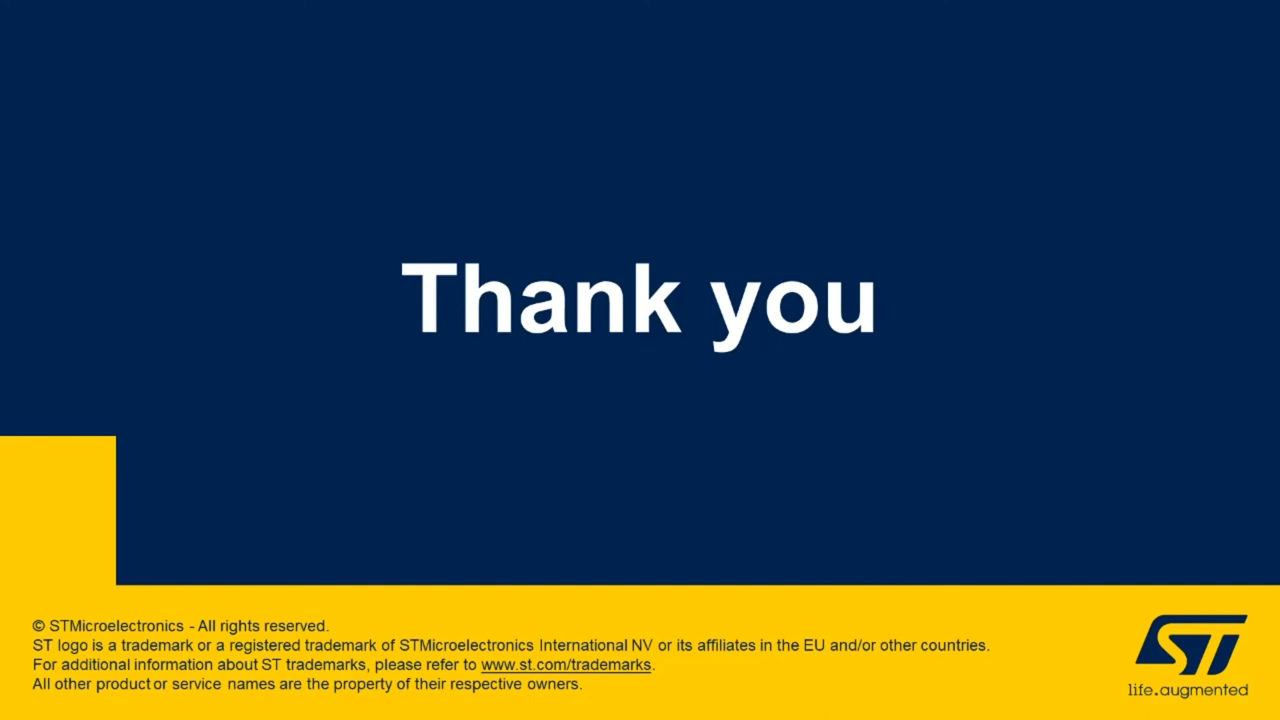 Thank you
© STMicroelectronics - All rights reserved.
ST logo is a trademark or a registered trademark of STMicroelectronics International NV or its affiliates in the EU and/or other countries.
For additional information about ST trademarks, please refer to www.st.com/trademarks.
All other product or service names are the property of their respective owners.
ST
life.augmented